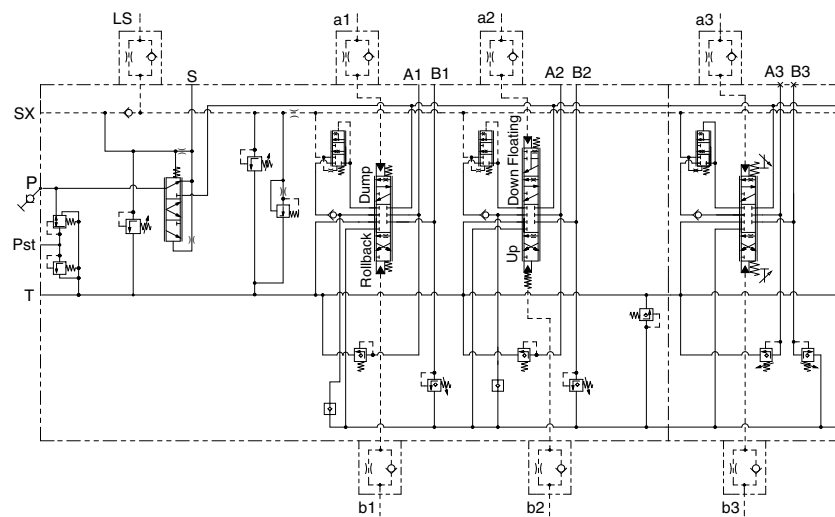 LS
a1
a2
a3
S
A1
B1
A2
B2
A3
B3
SX
P
Pst
T
Dump
Rollback
Down Floating
Up
b1
b2
b3